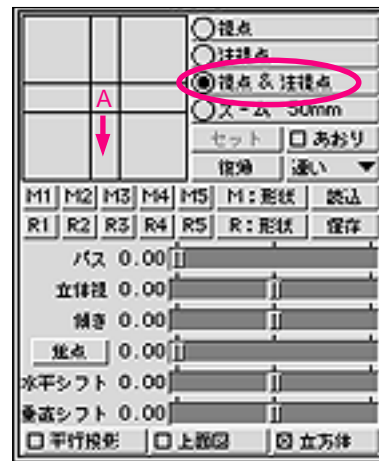 視点
注視点
視点 & 注視点
A
ズーム 50mm
セット あおり
復帰 遠い
M1 M2 M3 M4 M5 M:形状 読込
R1 R2 R3 R4 R5 R:形状 保存
パス 0.00
立体視 0.00
傾き 0.00
焦点 0.00
水平シフト 0.00
垂直シフト 0.00
平行投影 上面図 立方体